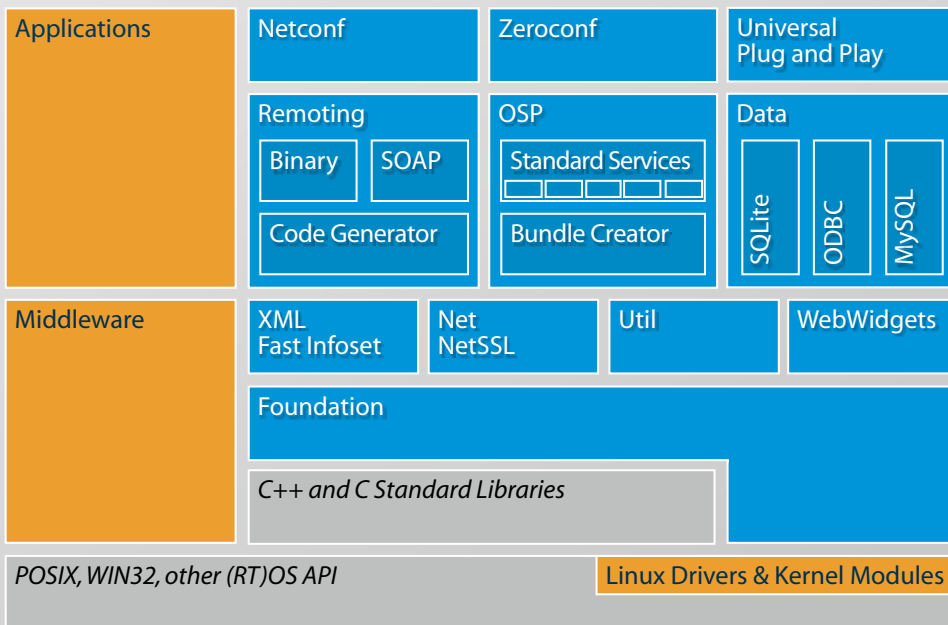 Applications
Netconf
Zeroconf
Universal
Plug and Play
Remoting
Binary
SOAP
Code Generator
OSP
Standard Services
Bundle Creator
Data
SQLite
ODBC
MySQL
Middleware
XML
Fast Infoset
Net
NetSSL
Util
WebWidgets
Foundation
C++ and C Standard Libraries
POSIX, WIN32, other (RT)OS API
Linux Drivers & Kernel Modules